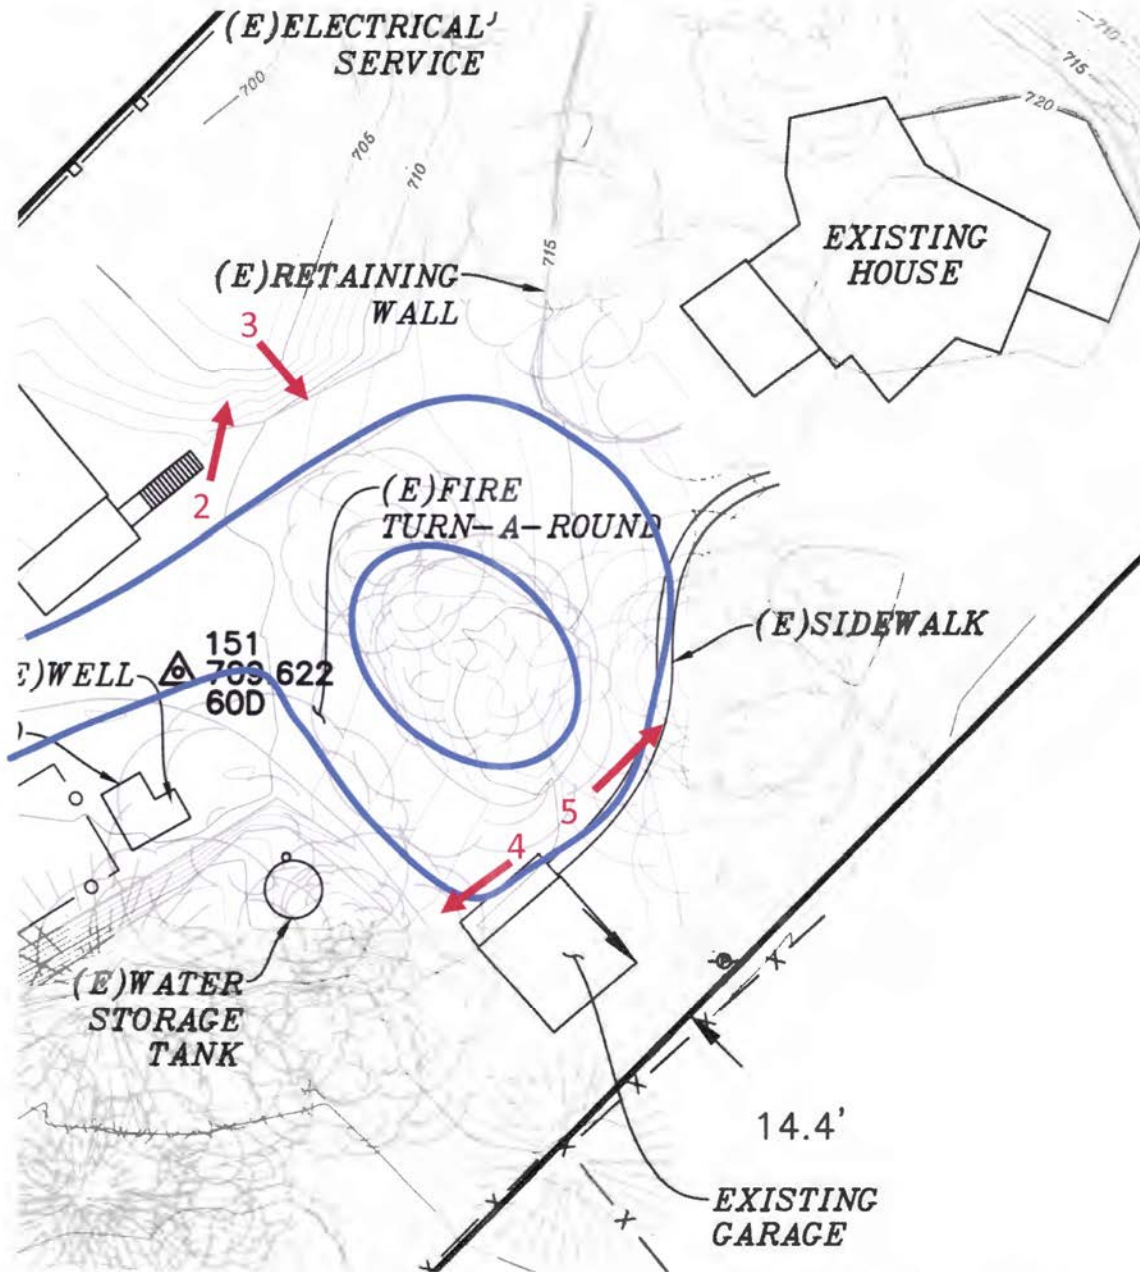 (E)ELECTRICAL
SERVICE
700
705
710
710
715
720
715
EXISTING
HOUSE
(E)RETAINING
WALL
3
2
(E)FIRE
TURN-A-ROUND
(E)SIDEWALK
151
E)WELL
60D
5
4
(E)WATER
STORAGE
TANK
14.4'
EXISTING
GARAGE